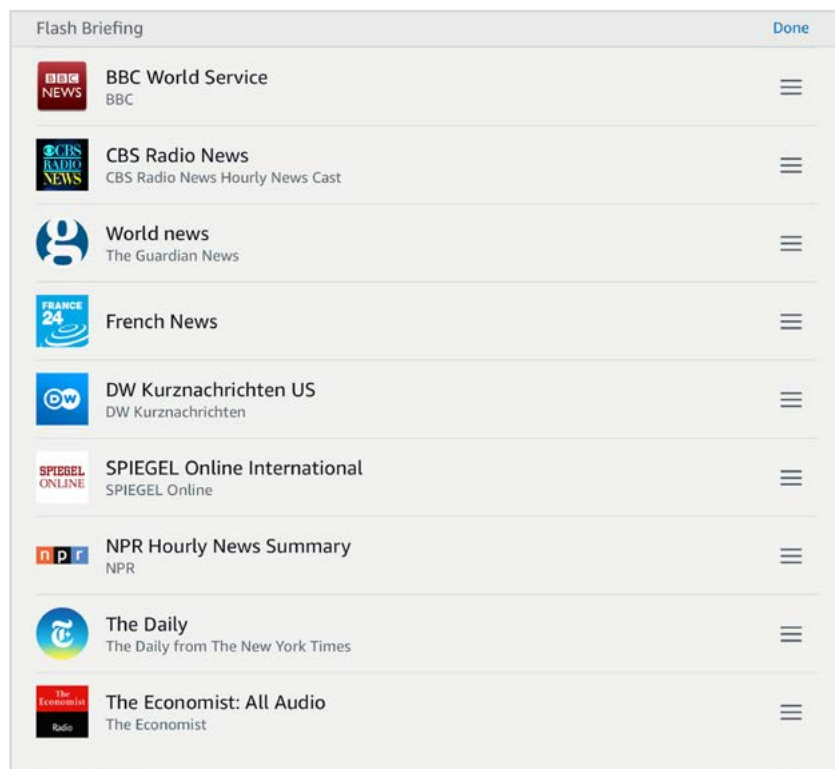 Flash Briefing Done
BBC NEWS
BBC World Service
BBC
CBS RADIO NEWS
CBS Radio News
CBS Radio News Hourly News Cast
g
World news
The Guardian News
FRANCE 24
French News
DW
DW Kurznachrichten US
DW Kurznachrichten
SPIEGEL ONLINE
SPIEGEL Online International
SPIEGEL Online
npr
NPR Hourly News Summary
NPR
T
The Daily
The Daily from The New York Times
The Economist Radio
The Economist: All Audio
The Economist